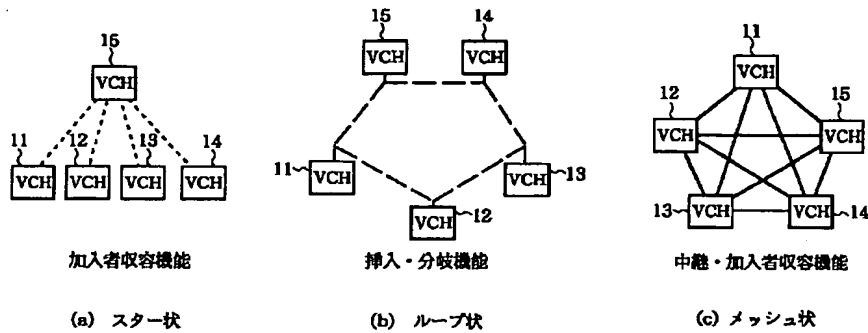 15
VCH
11
VCH
12
VCH
13
VCH
14
VCH
加入者収容機能
(a) スター状
15
VCH
14
VCH
11
VCH
VCH
13
VCH
12
挿入・分岐機能
(b) ループ状
11
VCH
12
VCH
15
VCH
13
VCH
VCH
14
中継・加入者収容機能
(c) メッシュ状